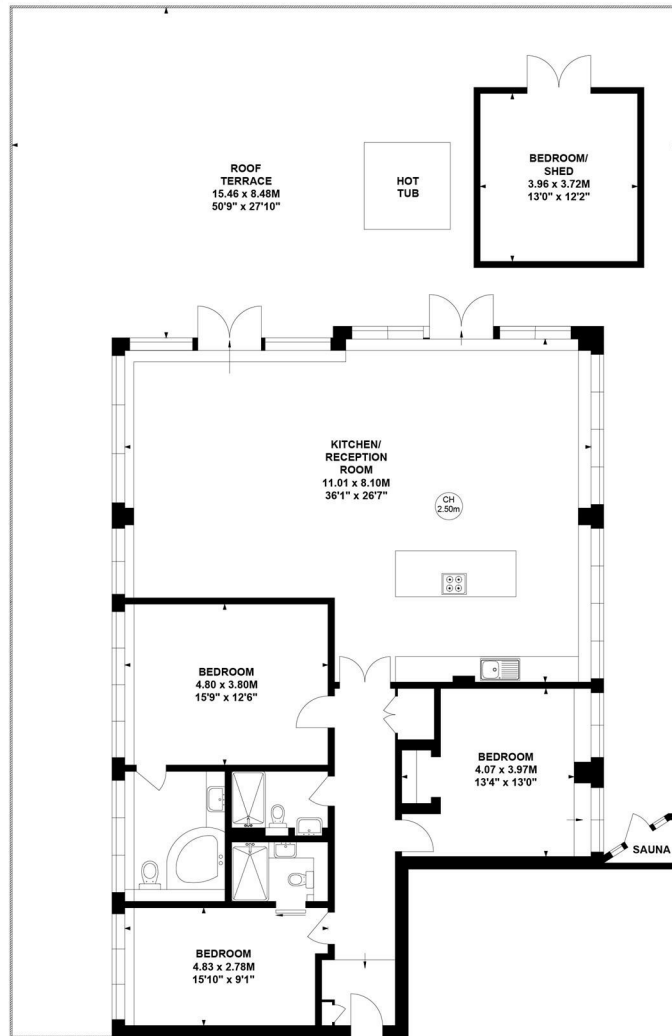 ROOF
TERRACE
15.46 x 8.48M
50'9" x 27'10"
HOT
TUB
BEDROOM/
SHED
3.96 x 3.72M
13'0" x 12'2"
KITCHEN/
RECEPTION
ROOM
11.01 x 8.10M
36'1" x 26'7"
CH
2.50m
BEDROOM
4.80 x 3.80M
15'9" x 12'6"
BEDROOM
4.07 x 3.97M
13'4" x 13'0"
SAUNA
BEDROOM
4.83 x 2.78M
15'10" x 9'1"